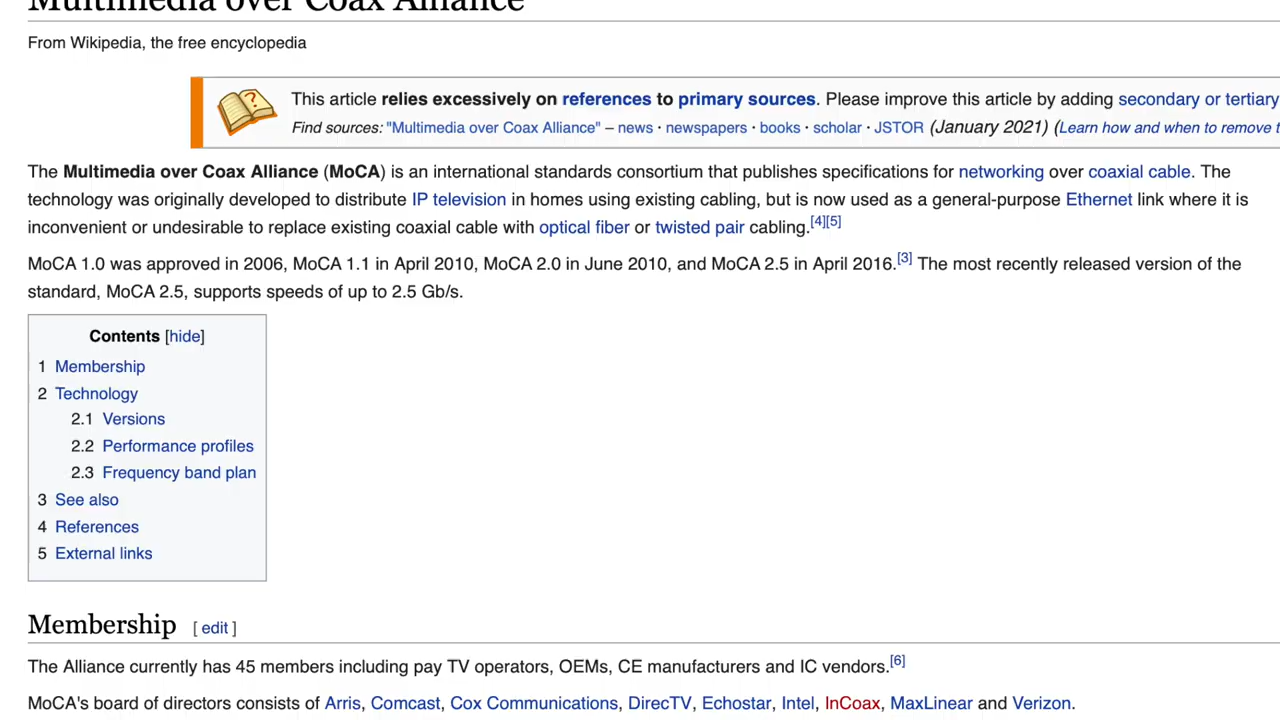 Multimedia over Coax Alliance
From Wikipedia, the free encyclopedia
This article relies excessively on references to primary sources. Please improve this article by adding secondary or tertiary
Find sources: "Multimedia over Coax Alliance" – news · newspapers · books · scholar · JSTOR (January 2021) (Learn how and when to remove t
The Multimedia over Coax Alliance (MoCA) is an international standards consortium that publishes specifications for networking over coaxial cable. The
technology was originally developed to distribute IP television in homes using existing cabling, but is now used as a general-purpose Ethernet link where it is
inconvenient or undesirable to replace existing coaxial cable with optical fiber or twisted pair cabling.[4][5]
MoCA 1.0 was approved in 2006, MoCA 1.1 in April 2010, MoCA 2.0 in June 2010, and MoCA 2.5 in April 2016.[3] The most recently released version of the
standard, MoCA 2.5, supports speeds of up to 2.5 Gb/s.
Contents [hide]
1 Membership
2 Technology
2.1 Versions
2.2 Performance profiles
2.3 Frequency band plan
3 See also
4 References
5 External links
Membership [ edit ]
The Alliance currently has 45 members including pay TV operators, OEMs, CE manufacturers and IC vendors.[6]
MoCA's board of directors consists of Arris, Comcast, Cox Communications, DirecTV, Echostar, Intel, InCoax, MaxLinear and Verizon.